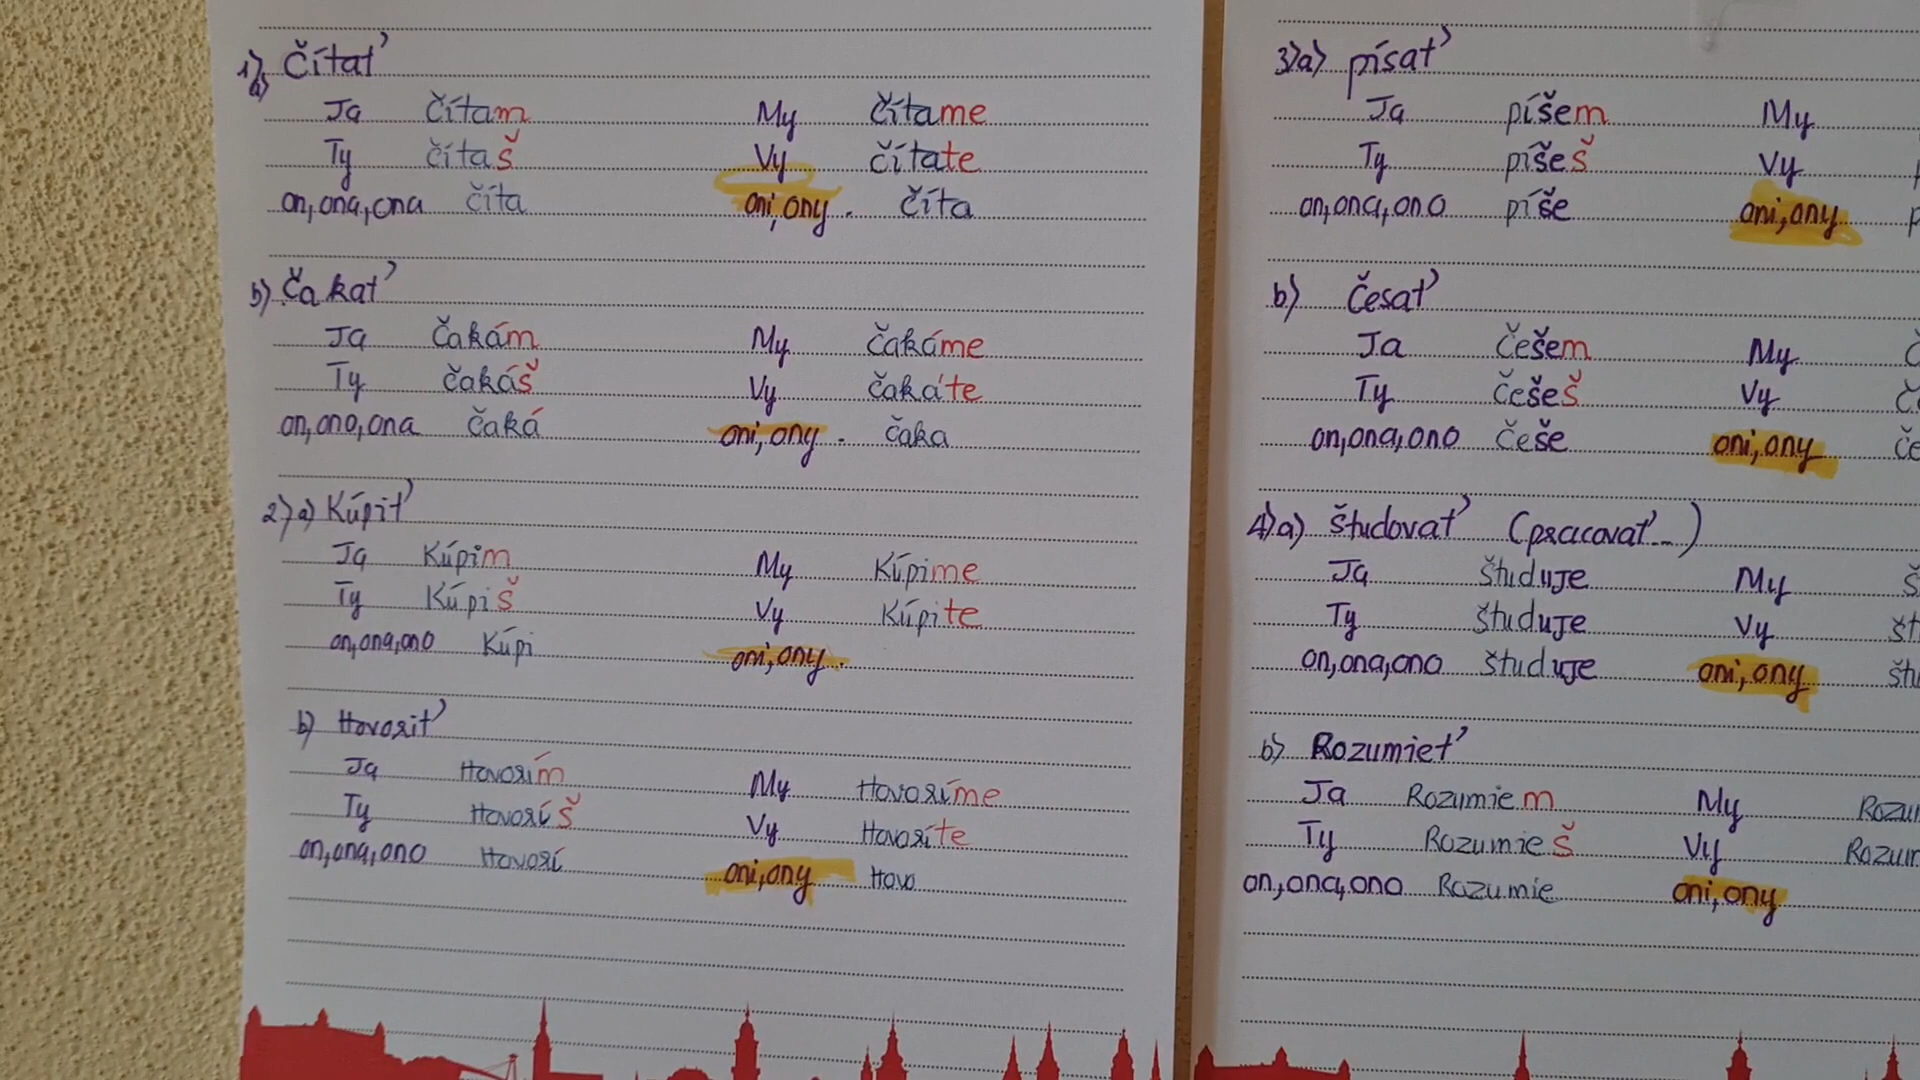 1) a) Čítať
Ja čítam My čítame
Ty čítaš Vy čítate
on, ona, ona číta oni, ony . číta
b) Čakať
Ja Čakám My čakáme
Ty čakáš Vy čakáte
on, ono, ona čaká oni, ony . čaka
2) a) Kúpiť
Ja Kúpim My Kúpime
Ty Kúpiš Vy Kúpite
on, ona, ono Kúpi oni, ony .
b) Hovoriť
Ja Hovorím My Hovoríme
Ty Hovoríš Vy Hovoríte
on, ona, ono Hovorí oni, ony Hovo
3) a) písať
Ja píšem My
Ty píšeš Vy
on, ona, ono píše oni, ony
b) Česať
Ja Češem My
Ty Češeš Vy
on, ona, ono Češe oni, ony
4) a) študovať (pracovať...)
Ja študuje My
Ty študuje Vy
on, ona, ono študuje oni, ony
b) Rozumieť
Ja Rozumiem My Rozu
Ty Rozumieš Vy Rozum
on, ona, ono Rozumie oni, ony